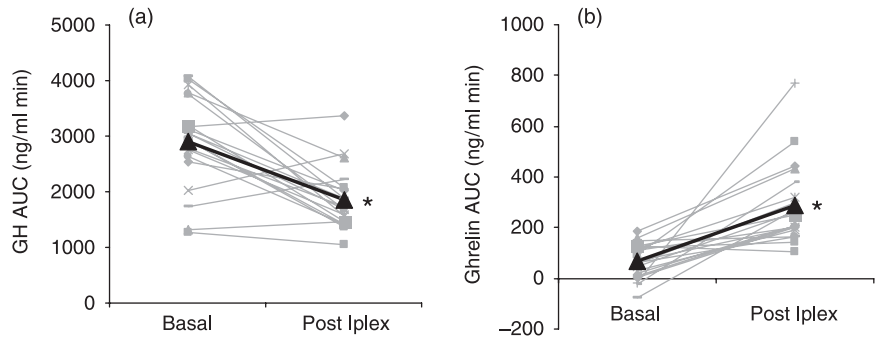 (a)
GH AUC (ng/ml min)
5000
4000
3000
2000
1000
0
*
Basal
Post Iplex
(b)
Ghrelin AUC (ng/ml min)
1000
800
600
400
200
0
−200
*
Basal
Post Iplex